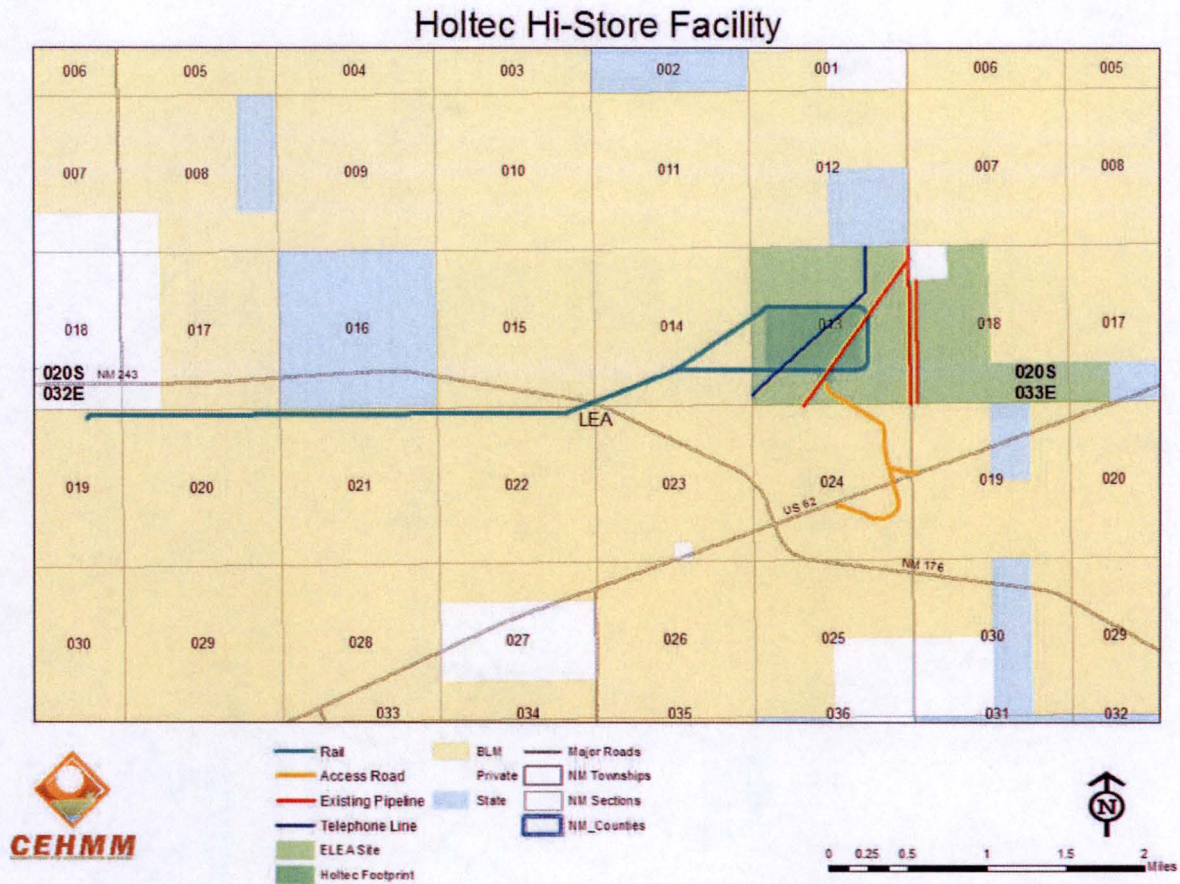 Holtec Hi-Store Facility
006 005 004 003 002 001 006 005
007 008 009 010 011 012 007 008
018 017 016 015 014 013 018 017
020S NM 243 020S
032E 033E
LEA
019 020 021 022 023 024 019 020
US 62
NM 176
030 029 028 027 026 025 030 029
033 034 035 036 031 032
Rail BLM Major Roads
Access Road Private NM Townships
Existing Pipeline State NM Sections
Telephone Line NM_Counties
ELEA Site
Holtec Footprint
CEHMM
N
0 0.25 0.5 1 1.5 2
Miles